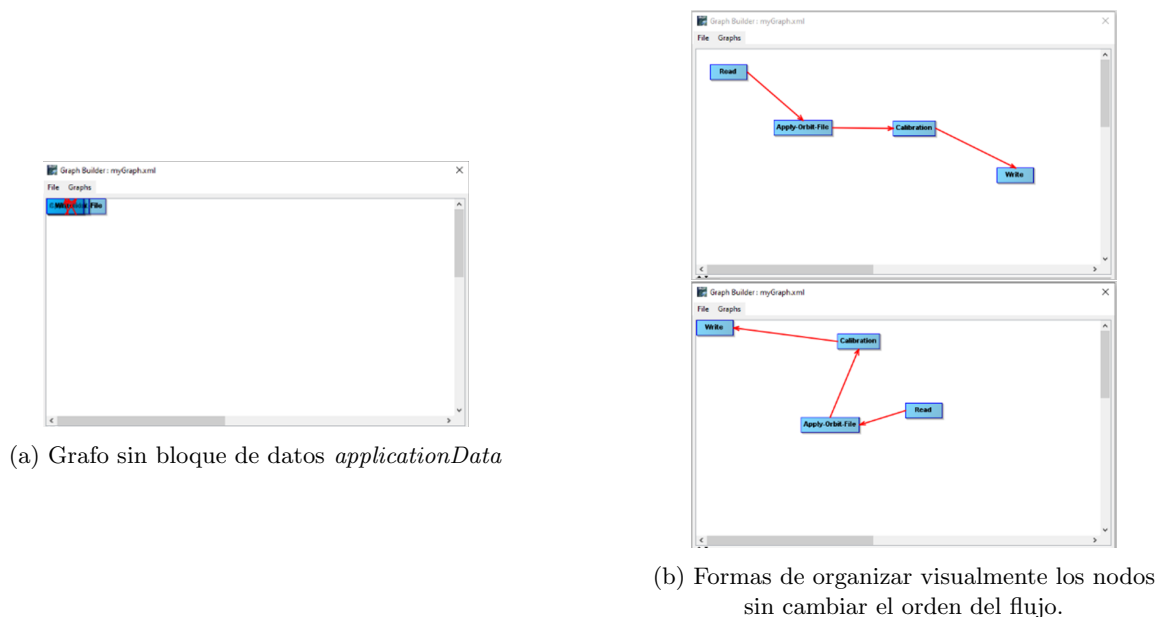 Graph Builder : myGraph.xml
File Graphs
File
(a) Grafo sin bloque de datos applicationData
Graph Builder : myGraph.xml
File Graphs
Read
Apply-Orbit-File
Calibration
Write
Graph Builder : myGraph.xml
File Graphs
Write
Calibration
Read
Apply-Orbit-File
(b) Formas de organizar visualmente los nodos
sin cambiar el orden del flujo.